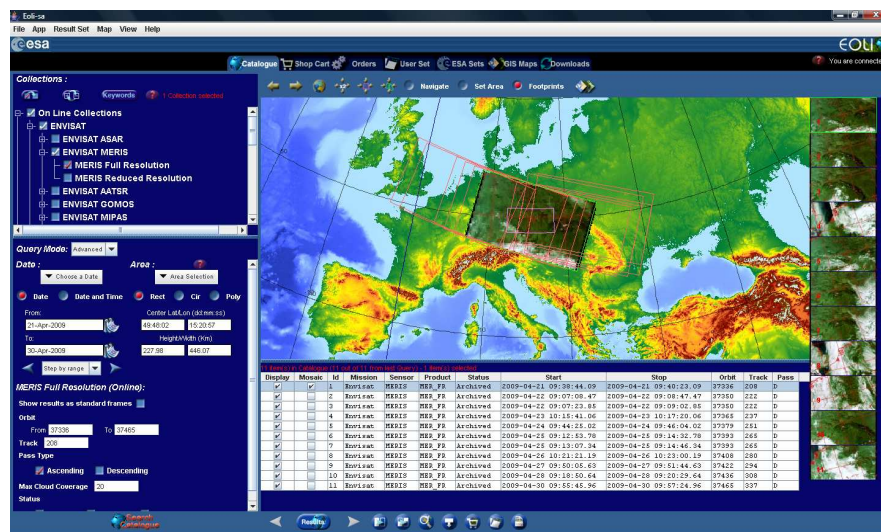 Eoli-sa
File App Result Set Map View Help
esa
EOLI
Catalogue Shop Cart Orders User Set ESA Sets GIS Maps Downloads
You are connecte
Collections :
Keywords 1 Collection selected
Navigate Set Area Footprints
On Line Collections
ENVISAT
ENVISAT ASAR
ENVISAT MERIS
MERIS Full Resolution
MERIS Reduced Resolution
ENVISAT AATSR
ENVISAT GOMOS
ENVISAT MIPAS
Query Mode: Advanced
Date : Area :
Choose a Date Area Selection
Date Date and Time Rect Cir Poly
From: Center Lat/Lon (dd:mm:ss)
21-Apr-2009 49:48:02 15:20:57
To: Height/Width (Km)
30-Apr-2009 227.98 446.07
Step by range
MERIS Full Resolution (Online):
Show results as standard frames
Orbit
From 37336 To 37465
Track 208
Pass Type
Ascending Descending
Max Cloud Coverage 20
Status
Search
Catalogue
11 item(s) in Catalogue (11 out of 11 from last Query) - 1 item(s) selected
Display Mosaic Id Mission Sensor Product Status Start Stop Orbit Track Pass
1 Envisat MERIS MER_FR Archived 2009-04-21 09:38:44.09 2009-04-21 09:40:23.09 37336 208 D
2 Envisat MERIS MER_FR Archived 2009-04-22 09:07:08.47 2009-04-22 09:08:47.47 37350 222 D
3 Envisat MERIS MER_FR Archived 2009-04-22 09:07:23.85 2009-04-22 09:09:02.85 37350 222 D
4 Envisat MERIS MER_FR Archived 2009-04-23 10:15:41.06 2009-04-23 10:17:20.06 37365 237 D
5 Envisat MERIS MER_FR Archived 2009-04-24 09:44:25.02 2009-04-24 09:46:04.02 37379 251 D
6 Envisat MERIS MER_FR Archived 2009-04-25 09:12:53.78 2009-04-25 09:14:32.78 37393 265 D
7 Envisat MERIS MER_FR Archived 2009-04-25 09:13:07.34 2009-04-25 09:14:46.34 37393 265 D
8 Envisat MERIS MER_FR Archived 2009-04-26 10:21:21.19 2009-04-26 10:23:00.19 37408 280 D
9 Envisat MERIS MER_FR Archived 2009-04-27 09:50:05.63 2009-04-27 09:51:44.63 37422 294 D
10 Envisat MERIS MER_FR Archived 2009-04-28 09:18:50.64 2009-04-28 09:20:29.64 37436 308 D
11 Envisat MERIS MER_FR Archived 2009-04-30 09:55:45.96 2009-04-30 09:57:24.96 37465 337 D
Results